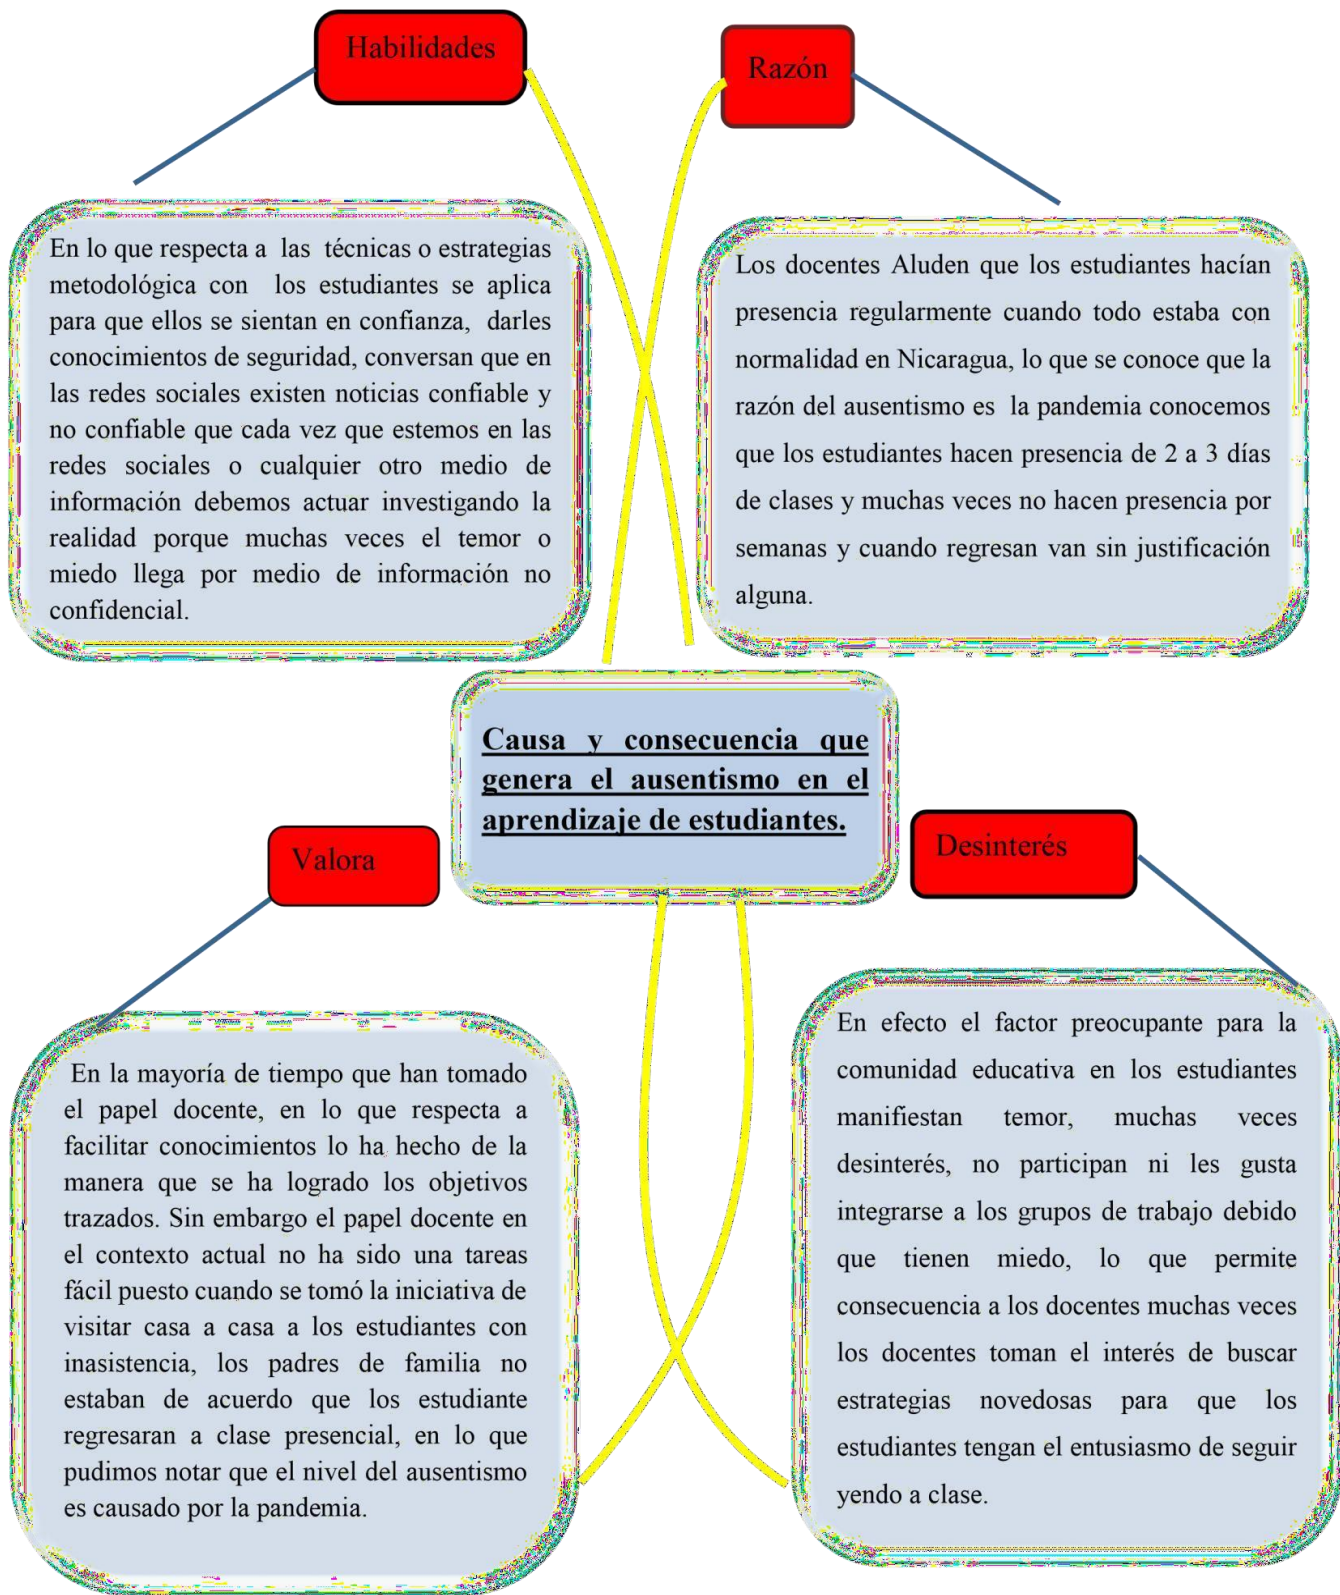 Habilidades
Razón
En lo que respecta a las técnicas o estrategias
metodológica con los estudiantes se aplica
para que ellos se sientan en confianza, darles
conocimientos de seguridad, conversan que en
las redes sociales existen noticias confiable y
no confiable que cada vez que estemos en las
redes sociales o cualquier otro medio de
información debemos actuar investigando la
realidad porque muchas veces el temor o
miedo llega por medio de información no
confidencial.
Los docentes Aluden que los estudiantes hacían
presencia regularmente cuando todo estaba con
normalidad en Nicaragua, lo que se conoce que la
razón del ausentismo es la pandemia conocemos
que los estudiantes hacen presencia de 2 a 3 días
de clases y muchas veces no hacen presencia por
semanas y cuando regresan van sin justificación
alguna.
Causa y consecuencia que
genera el ausentismo en el
aprendizaje de estudiantes.
Valora
Desinterés
En la mayoría de tiempo que han tomado
el papel docente, en lo que respecta a
facilitar conocimientos lo ha hecho de la
manera que se ha logrado los objetivos
trazados. Sin embargo el papel docente en
el contexto actual no ha sido una tareas
fácil puesto cuando se tomó la iniciativa de
visitar casa a casa a los estudiantes con
inasistencia, los padres de familia no
estaban de acuerdo que los estudiante
regresaran a clase presencial, en lo que
pudimos notar que el nivel del ausentismo
es causado por la pandemia.
En efecto el factor preocupante para la
comunidad educativa en los estudiantes
manifiestan temor, muchas veces
desinterés, no participan ni les gusta
integrarse a los grupos de trabajo debido
que tienen miedo, lo que permite
consecuencia a los docentes muchas veces
los docentes toman el interés de buscar
estrategias novedosas para que los
estudiantes tengan el entusiasmo de seguir
yendo a clase.